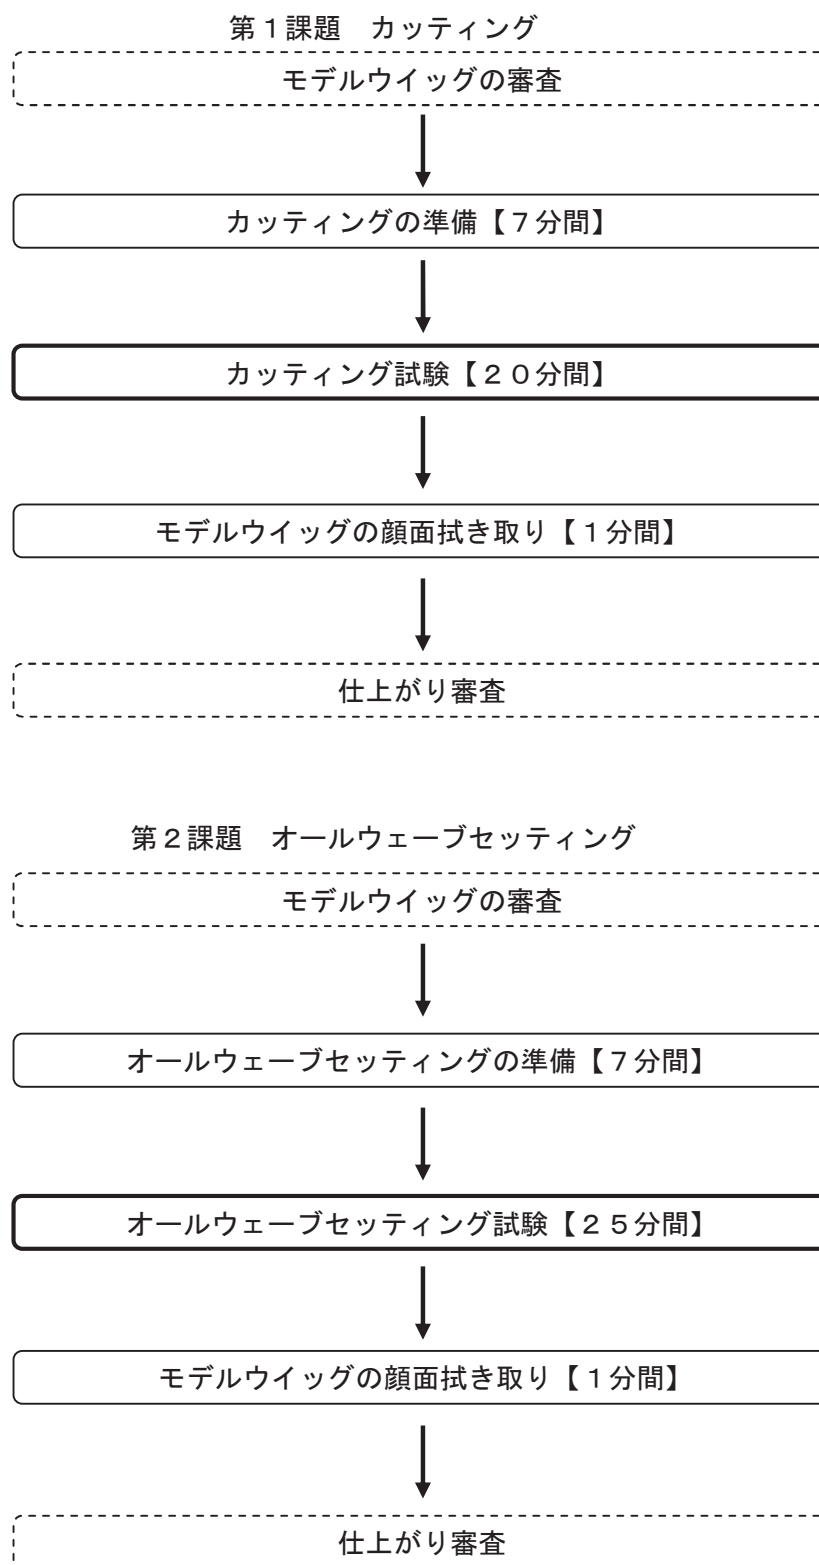 第１課題　カッティング
モデルウイッグの審査
カッティングの準備【７分間】
カッティング試験【２０分間】
モデルウイッグの顔面拭き取り【１分間】
仕上がり審査
第２課題　オールウェーブセッティング
モデルウイッグの審査
オールウェーブセッティングの準備【７分間】
オールウェーブセッティング試験【２５分間】
モデルウイッグの顔面拭き取り【１分間】
仕上がり審査